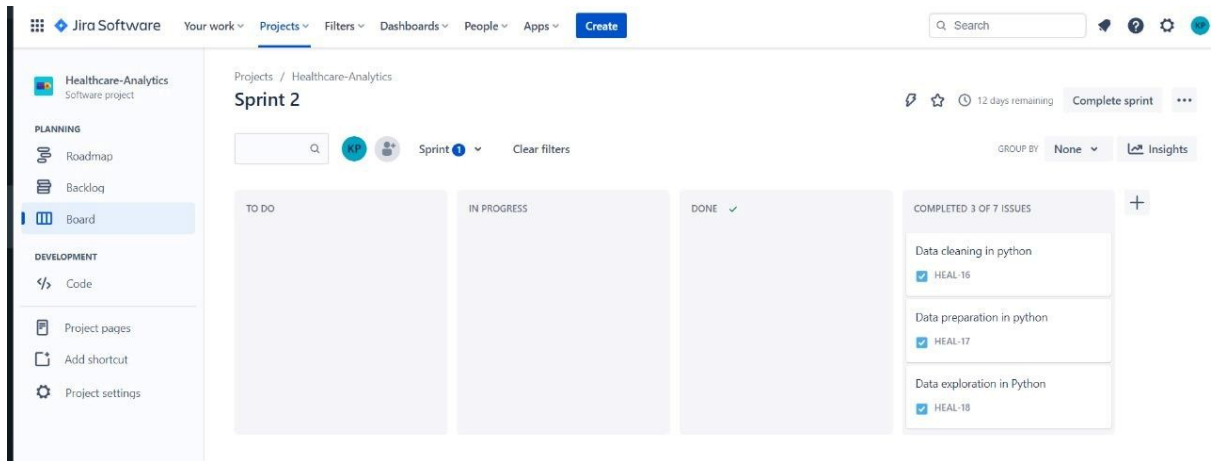 Jira Software Your work Projects Filters Dashboards People Apps Create Search KP
Healthcare-Analytics
Software project
PLANNING
Roadmap
Backlog
Board
DEVELOPMENT
Code
Project pages
Add shortcut
Project settings
Projects / Healthcare-Analytics
Sprint 2
12 days remaining Complete sprint
KP Sprint 1 Clear filters GROUP BY None Insights
TO DO IN PROGRESS DONE COMPLETED 3 OF 7 ISSUES
Data cleaning in python
HEAL-16
Data preparation in python
HEAL-17
Data exploration in Python
HEAL-18